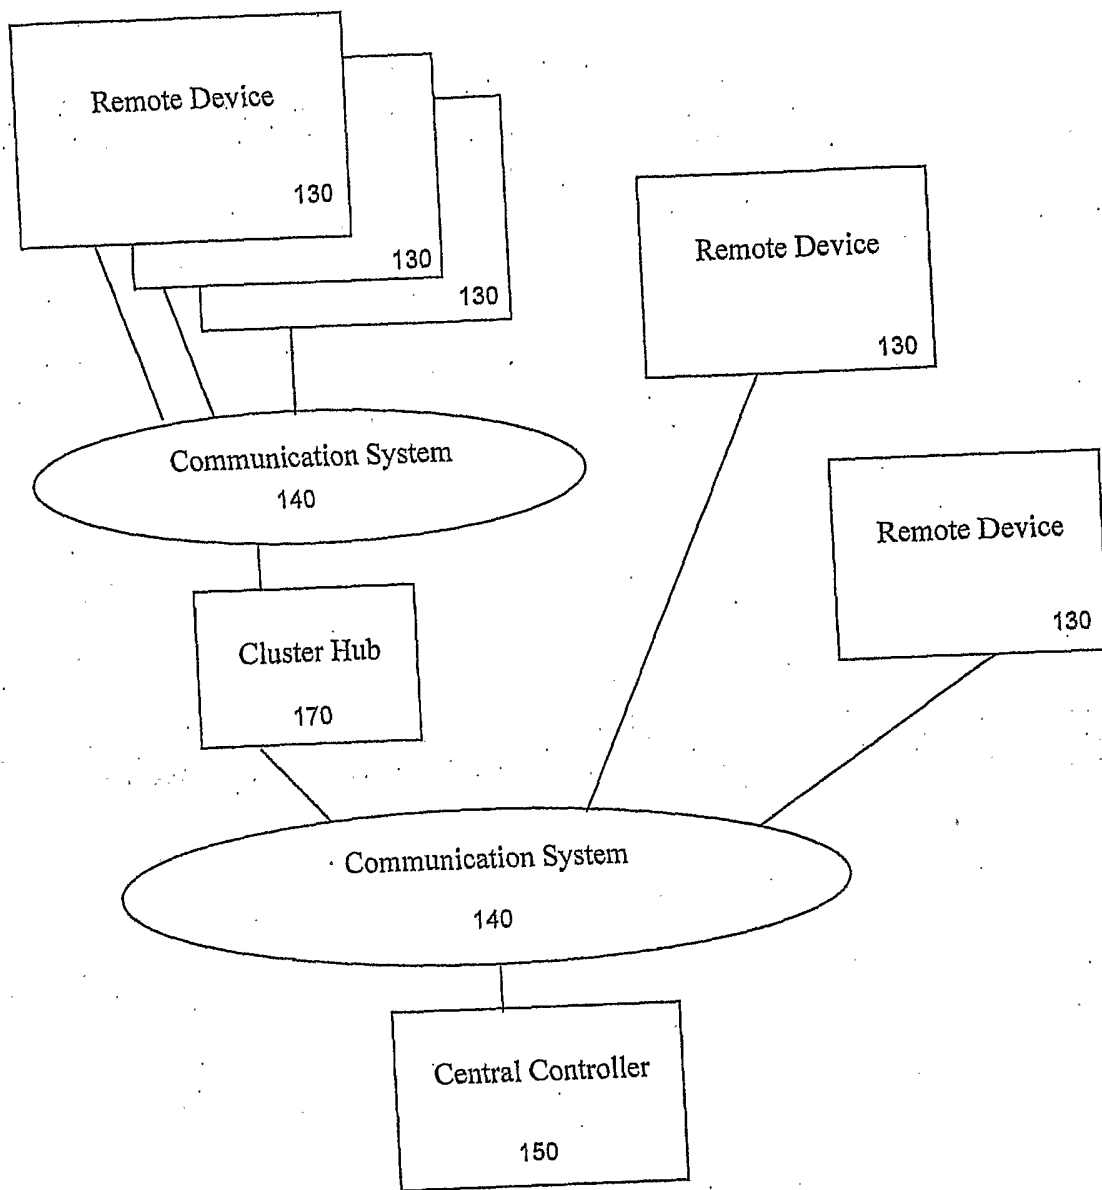 Remote Device
130
130
130
Remote Device
130
Communication System
140
Remote Device
130
Cluster Hub
170
Communication System
140
Central Controller
150